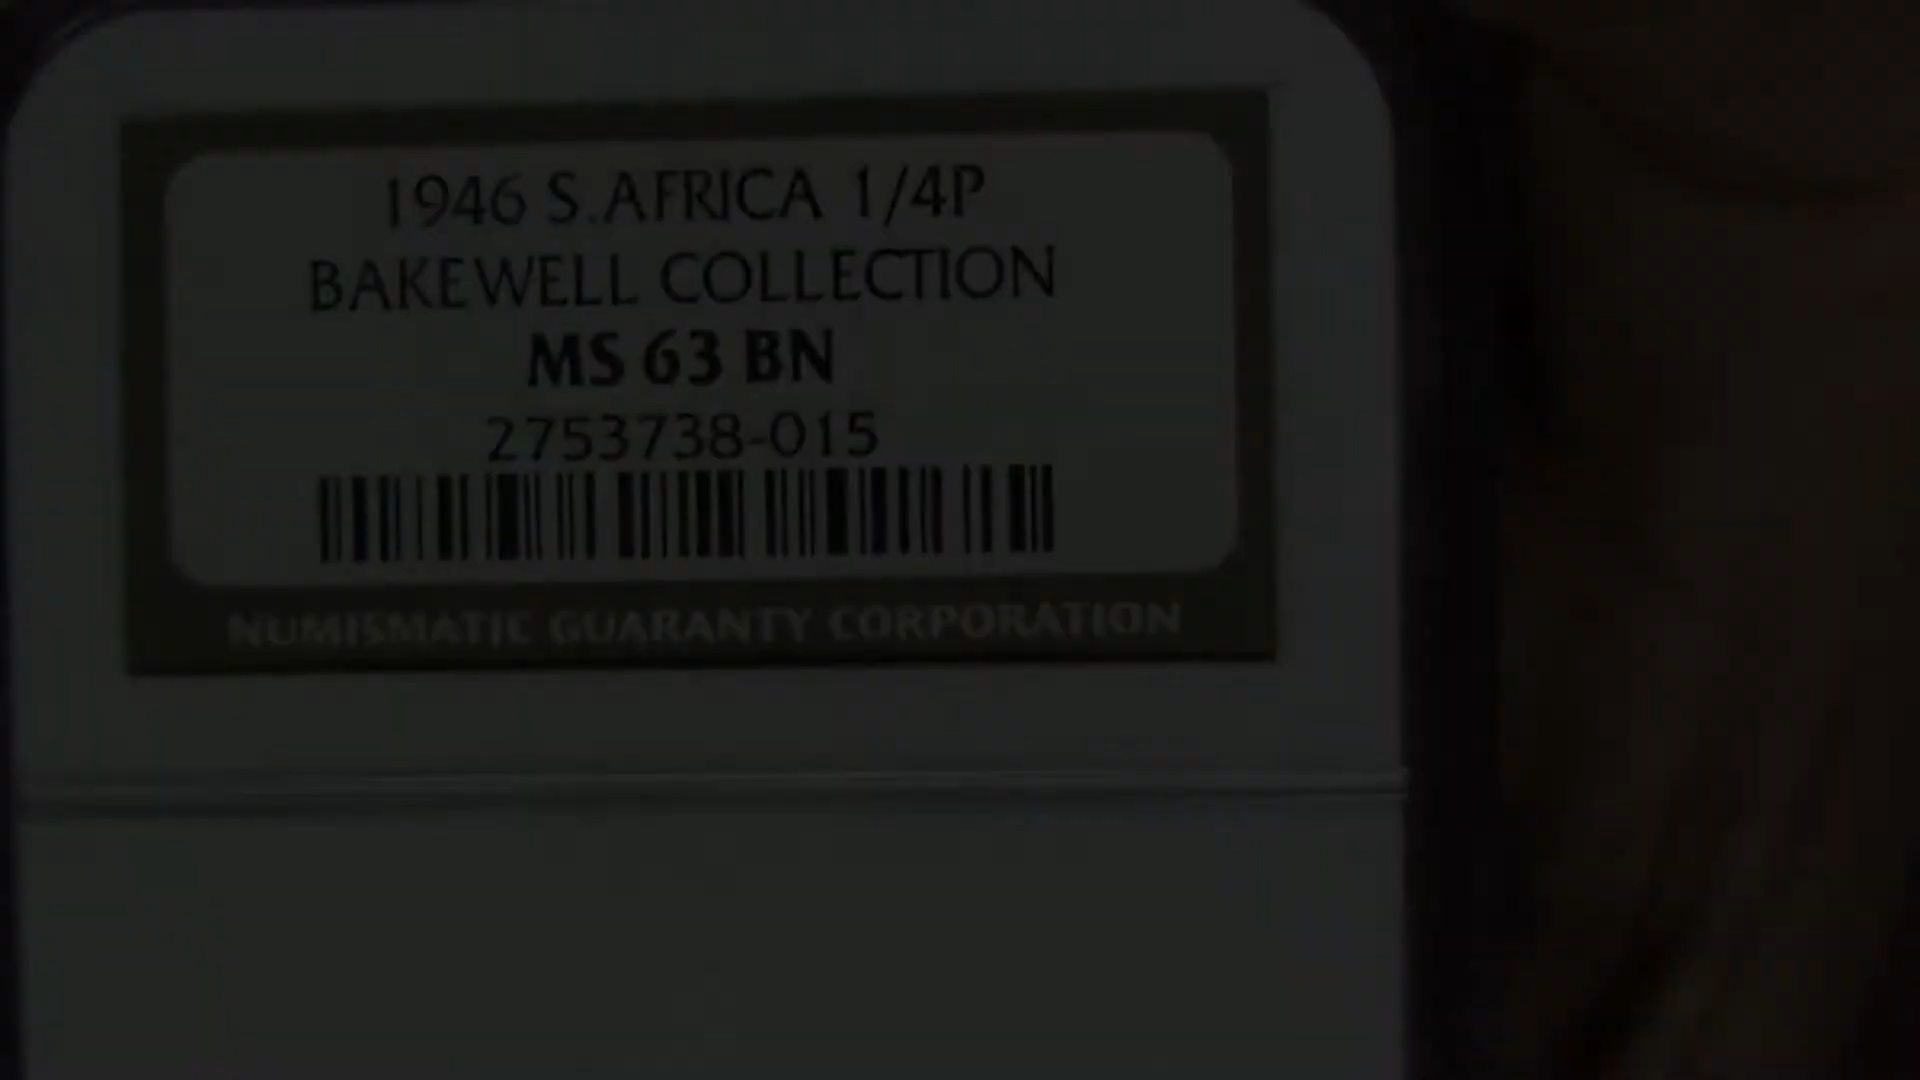 1946 S.AFRICA 1/4P
BAKEWELL COLLECTION
MS 63 BN
2753738-015
NUMISMATIC GUARANTY CORPORATION